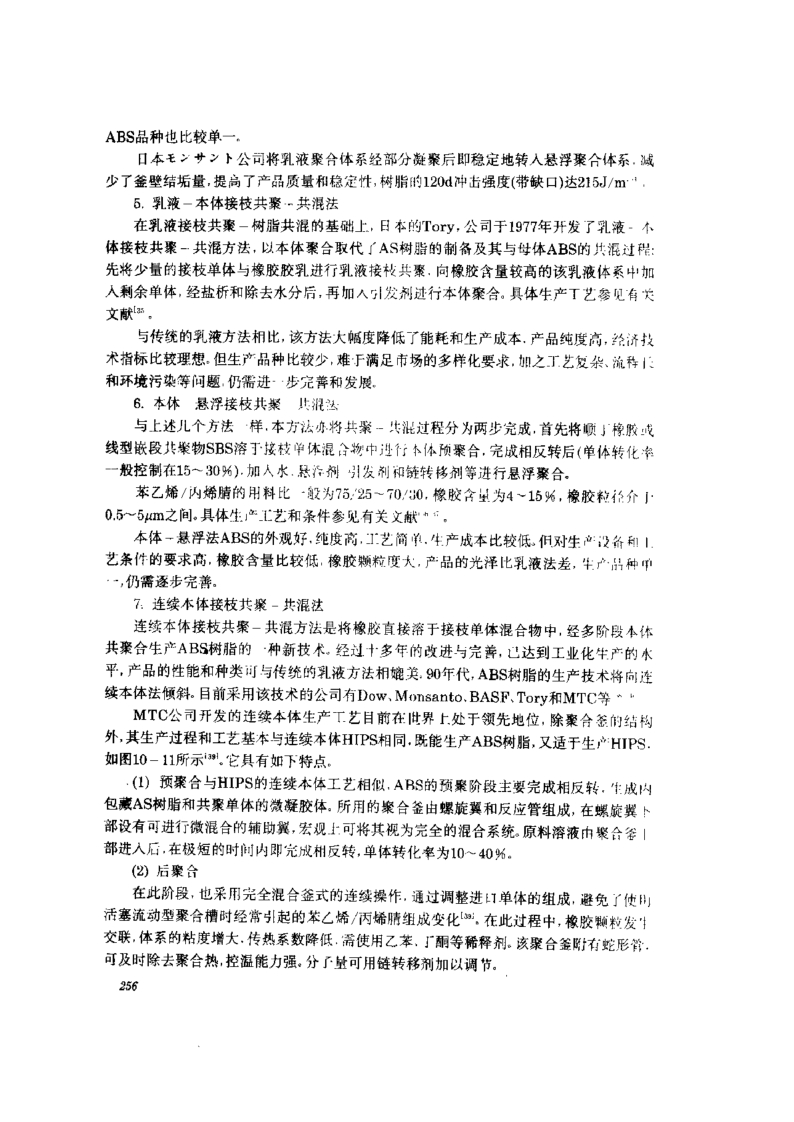 ABS品种也比较单一。
日本モンサント公司将乳液聚合体系经部分凝聚后即稳定地转入悬浮聚合体系,减
少了釜壁结垢量,提高了产品质量和稳定性,树脂的120d冲击强度(带缺口)达215J/m
5. 乳液-本体接枝共聚-共混法
在乳液接枝共聚-树脂共混的基础上,日本的Tory,公司于1977年开发了乳液-本
体接枝共聚-共混方法,以本体聚合取代了AS树脂的制备及其与母体ABS的共混过程:
先将少量的接枝单体与橡胶胶乳进行乳液接枝共聚,向橡胶含量较高的该乳液体系中加
入剩余单体,经盐析和除去水分后,再加入引发剂进行本体聚合。具体生产工艺参见有关
文献。
与传统的乳液方法相比,该方法大幅度降低了能耗和生产成本,产品纯度高,经济技
术指标比较理想。但生产品种比较少,难于满足市场的多样化要求,加之工艺复杂、流程长
和环境污染等问题,仍需进一步完善和发展。
6. 本体 悬浮接枝共聚 共混法
与上述几个方法一样,本方法亦将共聚-共混过程分为两步完成,首先将顺丁橡胶或
线型嵌段共聚物SBS溶于接枝单体混合物中进行本体预聚合,完成相反转后(单体转化率
一般控制在15~30%),加入水、悬浮剂、引发剂和链转移剂等进行悬浮聚合。
苯乙烯/丙烯腈的用料比一般为75/25~70/30,橡胶含量为4~15%,橡胶粒径介于
0.5~5μm之间。具体生产工艺和条件参见有关文献。
本体-悬浮法ABS的外观好,纯度高,工艺简单,生产成本比较低。但对生产设备和工
艺条件的要求高,橡胶含量比较低,橡胶颗粒度大,产品的光泽比乳液法差,生产品种单
一,仍需逐步完善。
7. 连续本体接枝共聚-共混法
连续本体接枝共聚-共混方法是将橡胶直接溶于接枝单体混合物中,经多阶段本体
共聚合生产ABS树脂的一种新技术。经过十多年的改进与完善,已达到工业化生产的水
平,产品的性能和种类可与传统的乳液方法相媲美。90年代,ABS树脂的生产技术将向连
续本体法倾斜。目前采用该技术的公司有Dow、Monsanto、BASF、Tory和MTC等
MTC公司开发的连续本体生产工艺目前在世界上处于领先地位,除聚合釜的结构
外,其生产过程和工艺基本与连续本体HIPS相同,既能生产ABS树脂,又适于生产HIPS.
如图10-11所示[39]。它具有如下特点。
(1) 预聚合与HIPS的连续本体工艺相似,ABS的预聚阶段主要完成相反转,生成内
包藏AS树脂和共聚单体的微凝胶体。所用的聚合釜由螺旋翼和反应管组成,在螺旋翼下
部设有可进行微混合的辅助翼,宏观上可将其视为完全的混合系统。原料溶液由聚合釜上
部进入后,在极短的时间内即完成相反转,单体转化率为10~40%。
(2) 后聚合
在此阶段,也采用完全混合釜式的连续操作,通过调整进口单体的组成,避免了使用
活塞流动型聚合槽时经常引起的苯乙烯/丙烯腈组成变化[39]。在此过程中,橡胶颗粒发生
交联,体系的粘度增大,传热系数降低,需使用乙苯、丁酮等稀释剂。该聚合釜附有蛇形管,
可及时除去聚合热,控温能力强。分子量可用链转移剂加以调节。
256